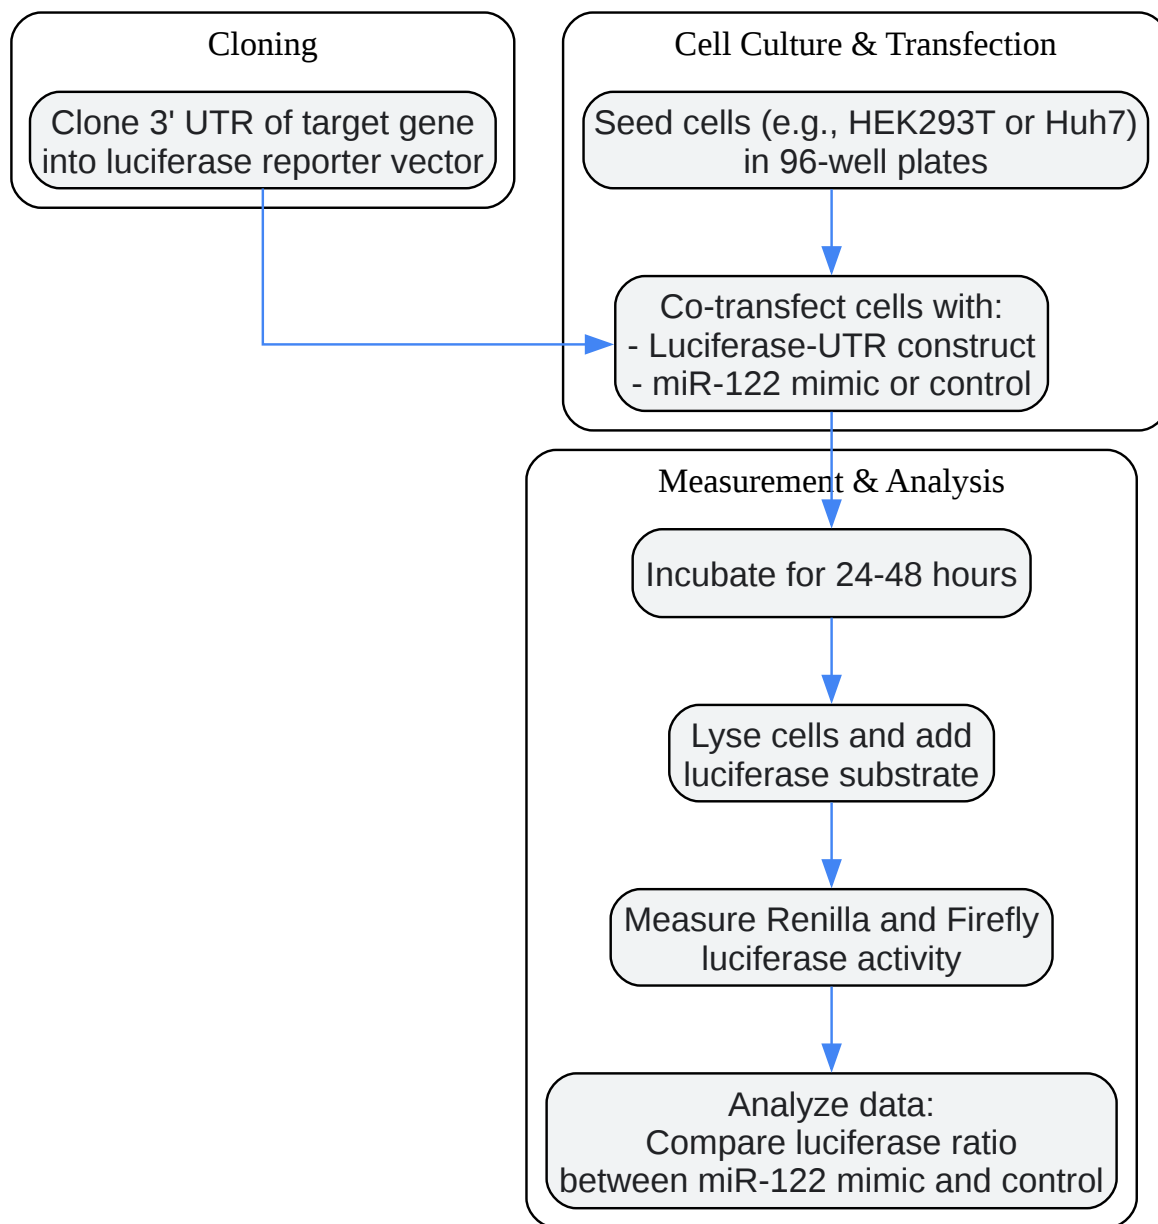 Cloning
Clone 3' UTR of target gene
into luciferase reporter vector
Cell Culture & Transfection
Seed cells (e.g., HEK293T or Huh7)
in 96-well plates
Co-transfect cells with:
- Luciferase-UTR construct
- miR-122 mimic or control
Measurement & Analysis
Incubate for 24-48 hours
Lyse cells and add
luciferase substrate
Measure Renilla and Firefly
luciferase activity
Analyze data:
Compare luciferase ratio
between miR-122 mimic and control